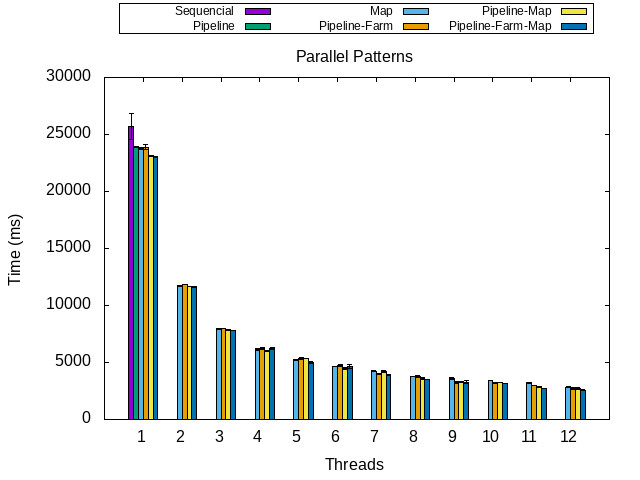 Sequencial Map Pipeline-Map
Pipeline Pipeline-Farm Pipeline-Farm-Map
Parallel Patterns
30000
25000
20000
15000
10000
5000
0
Time (ms)
1 2 3 4 5 6 7 8 9 10 11 12
Threads